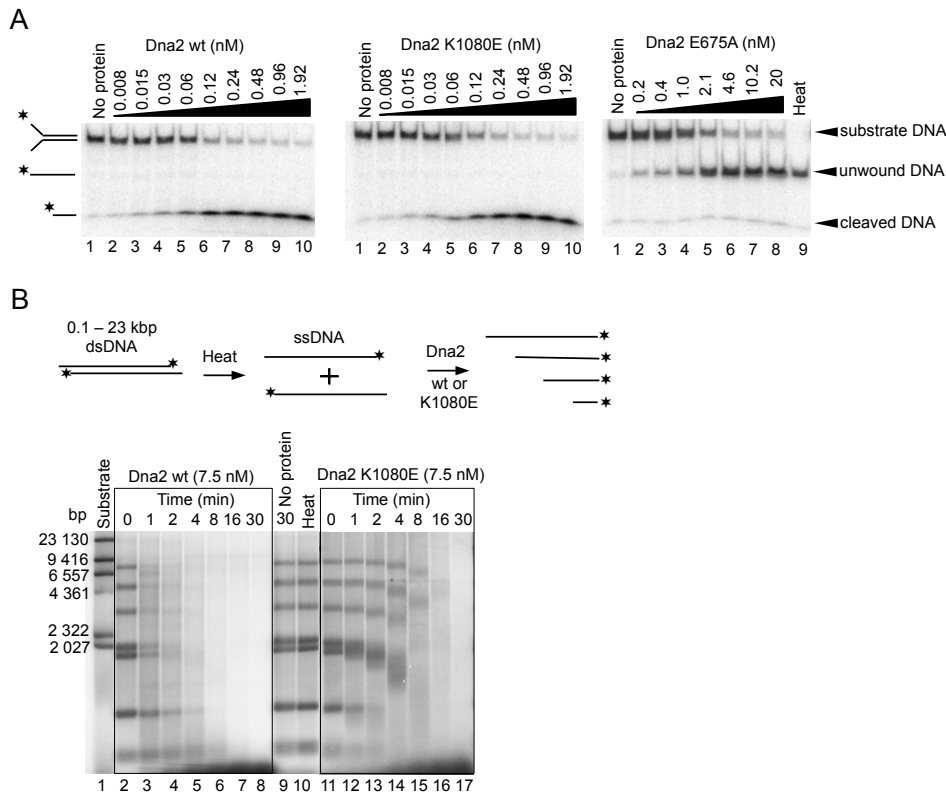 A
Dna2 wt (nM)
No protein
0.008
0.015
0.03
0.06
0.12
0.24
0.48
0.96
1.92
1 2 3 4 5 6 7 8 9 10
Dna2 K1080E (nM)
No protein
0.008
0.015
0.03
0.06
0.12
0.24
0.48
0.96
1.92
1 2 3 4 5 6 7 8 9 10
Dna2 E675A (nM)
No protein
0.2
0.4
1.0
2.1
4.6
10.2
20
Heat
substrate DNA
unwound DNA
cleaved DNA
1 2 3 4 5 6 7 8 9
B
0.1 – 23 kbp
dsDNA
Heat
ssDNA
+
Dna2
wt or
K1080E
Substrate
Dna2 wt (7.5 nM)
Time (min)
0 1 2 4 8 16 30
No protein
30
Heat
Dna2 K1080E (7.5 nM)
Time (min)
0 1 2 4 8 16 30
bp
23 130
9 416
6 557
4 361
2 322
2 027
1 2 3 4 5 6 7 8 9 10 11 12 13 14 15 16 17